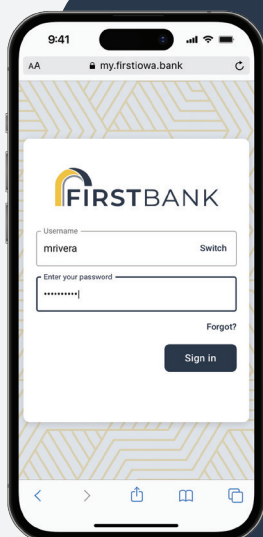 9:41
AA my.firstiowa.bank
FIRSTBANK
Username
mrivera Switch
Enter your password
••••••••••
Forgot?
Sign in